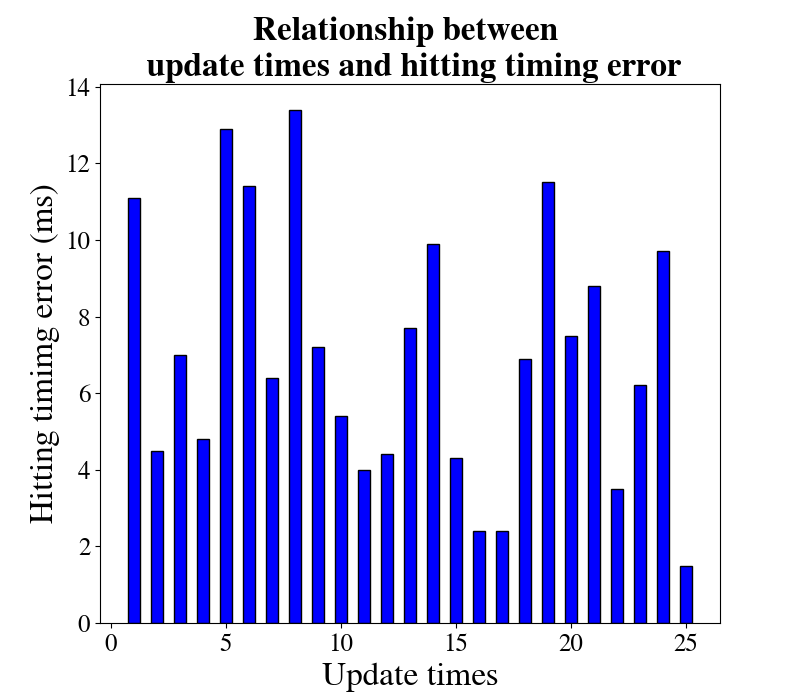 Relationship between
update times and hitting timing error
Hitting timimg error (ms)
14
12
10
8
6
4
2
0
0 5 10 15 20 25
Update times